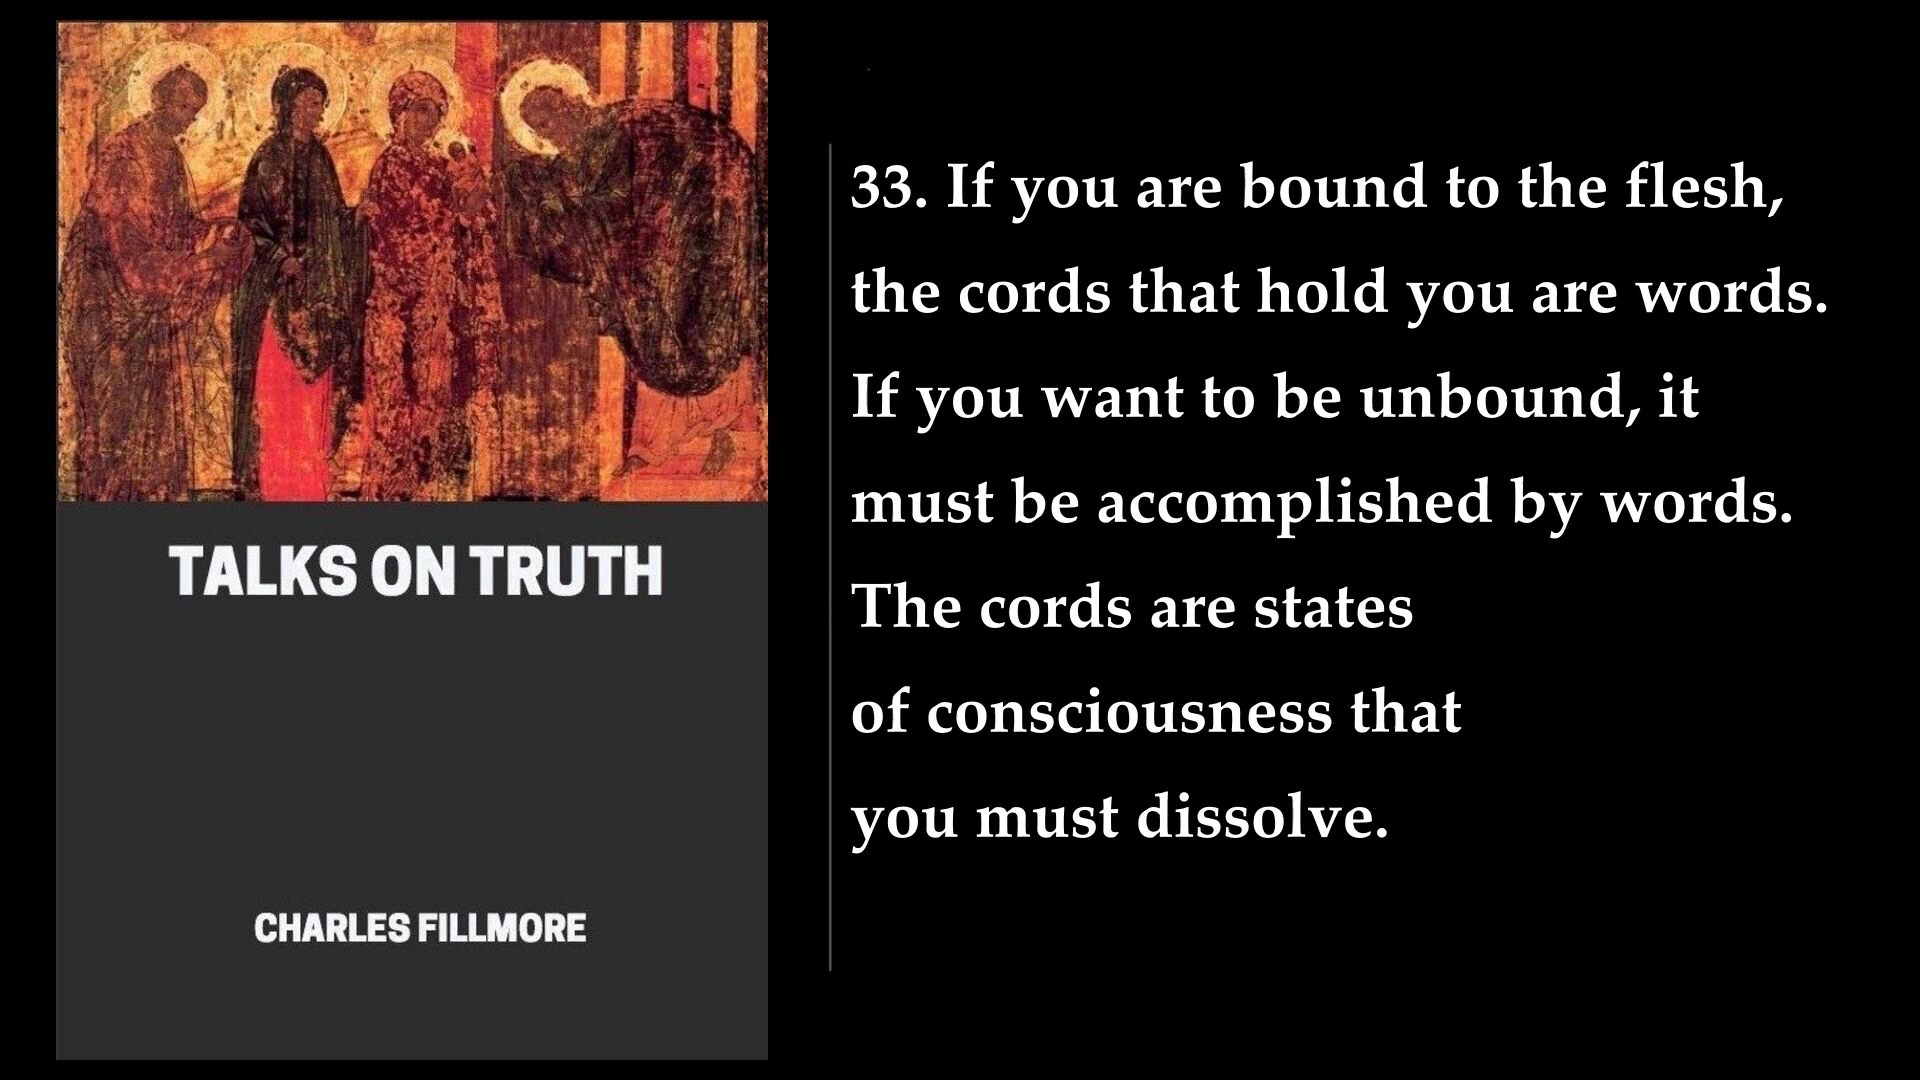 TALKS ON TRUTH
CHARLES FILLMORE
33. If you are bound to the flesh,
the cords that hold you are words.
If you want to be unbound, it
must be accomplished by words.
The cords are states
of consciousness that
you must dissolve.